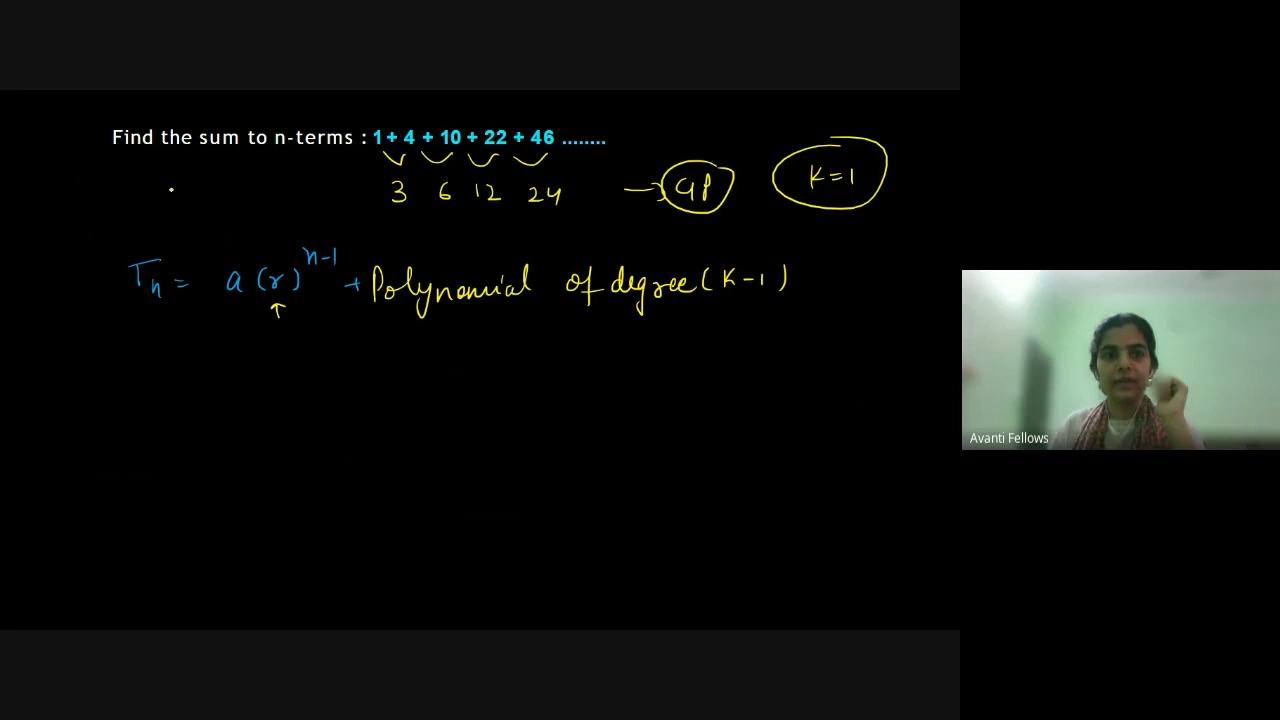 Find the sum to n-terms : 1 + 4 + 10 + 22 + 46 ........
3 6 12 24 → GP K=1
Tn = a (r)^n-1 + Polynomial of degree (K-1)
Avanti Fellows